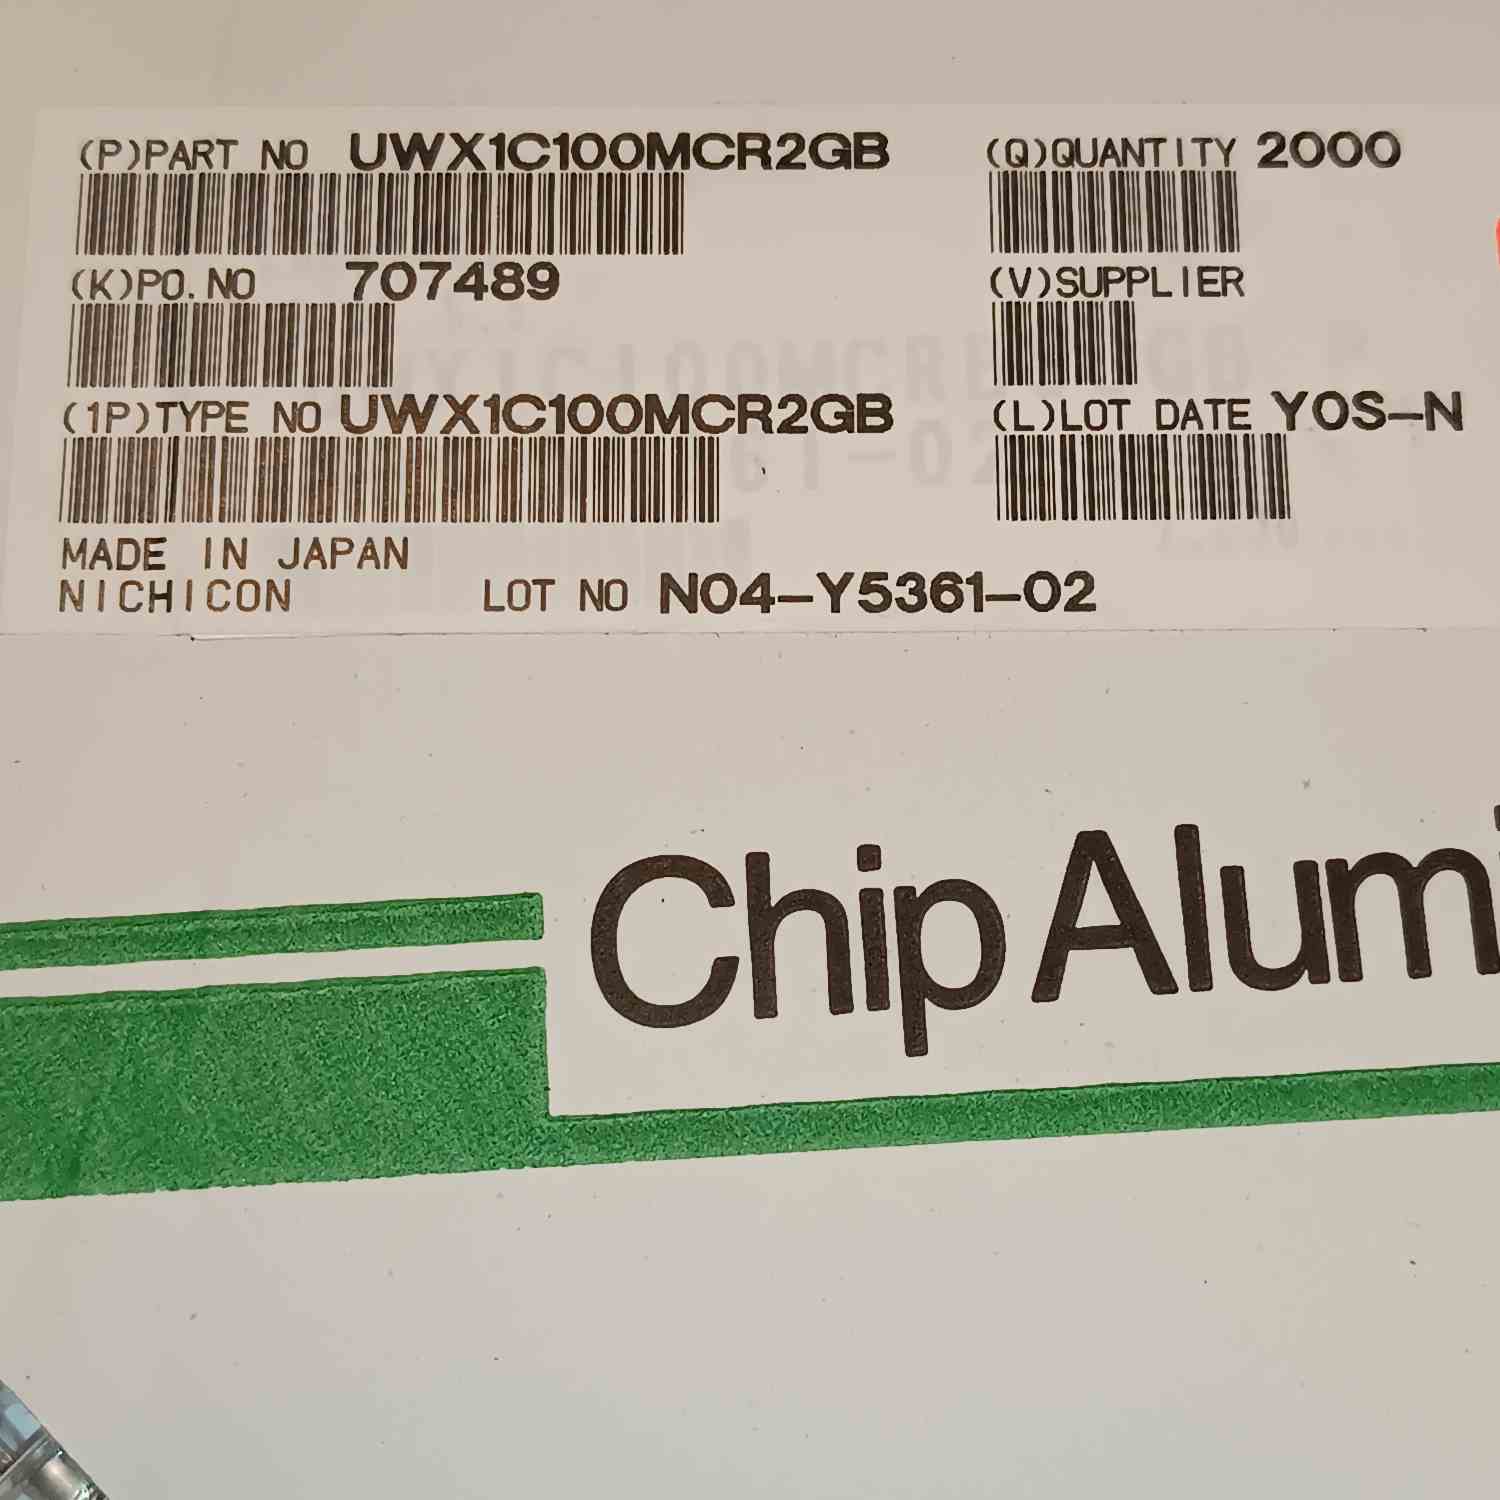 (P)PART NO UWX1C100MCR2GB
(Q)QUANTITY 2000
(K)PO.NO 707489
(V)SUPPLIER
(1P)TYPE NO UWX1C100MCR2GB
(L)LOT DATE YOS-N
MADE IN JAPAN
NICHICON LOT NO N04-Y5361-02
Chip Alumi